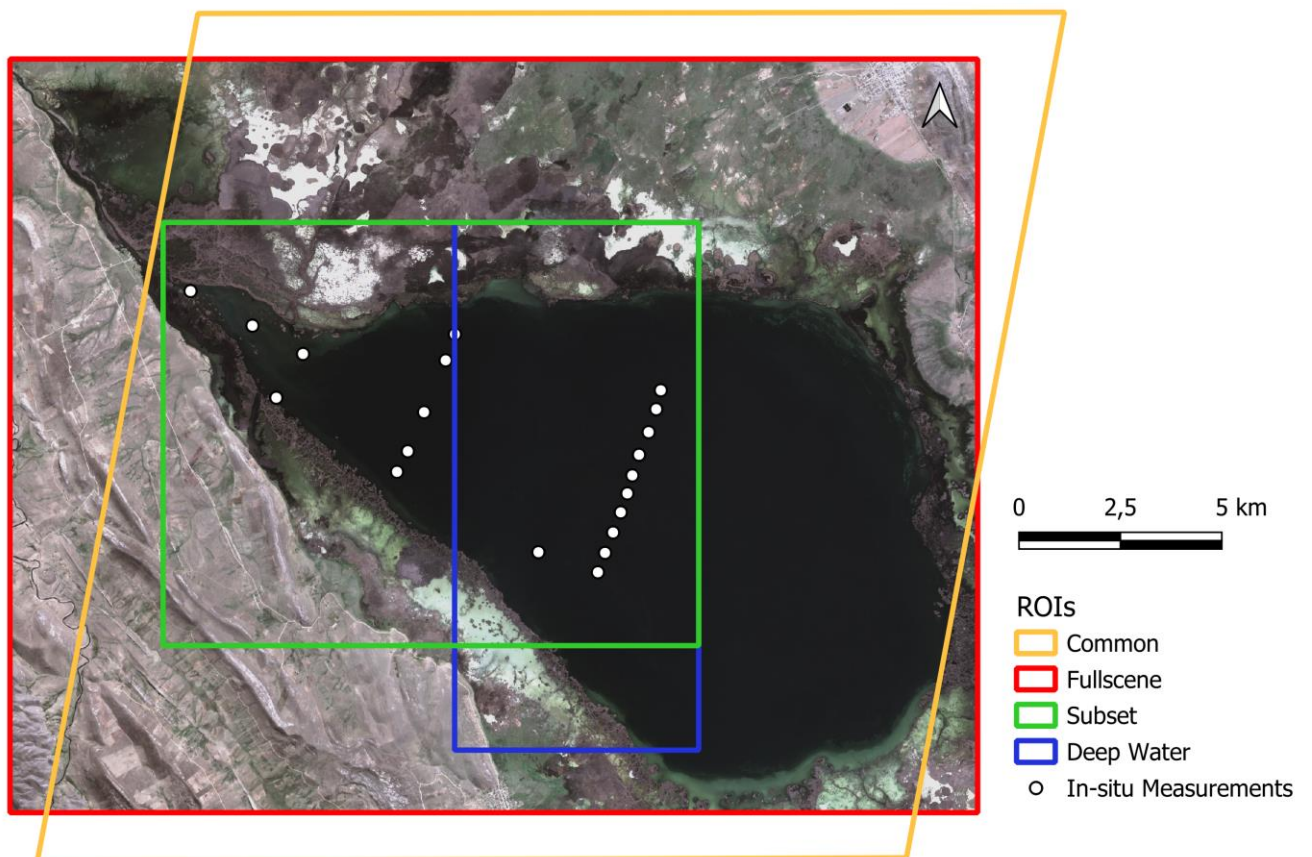 0 2,5 5 km
ROIs
Common
Fullscene
Subset
Deep Water
In-situ Measurements